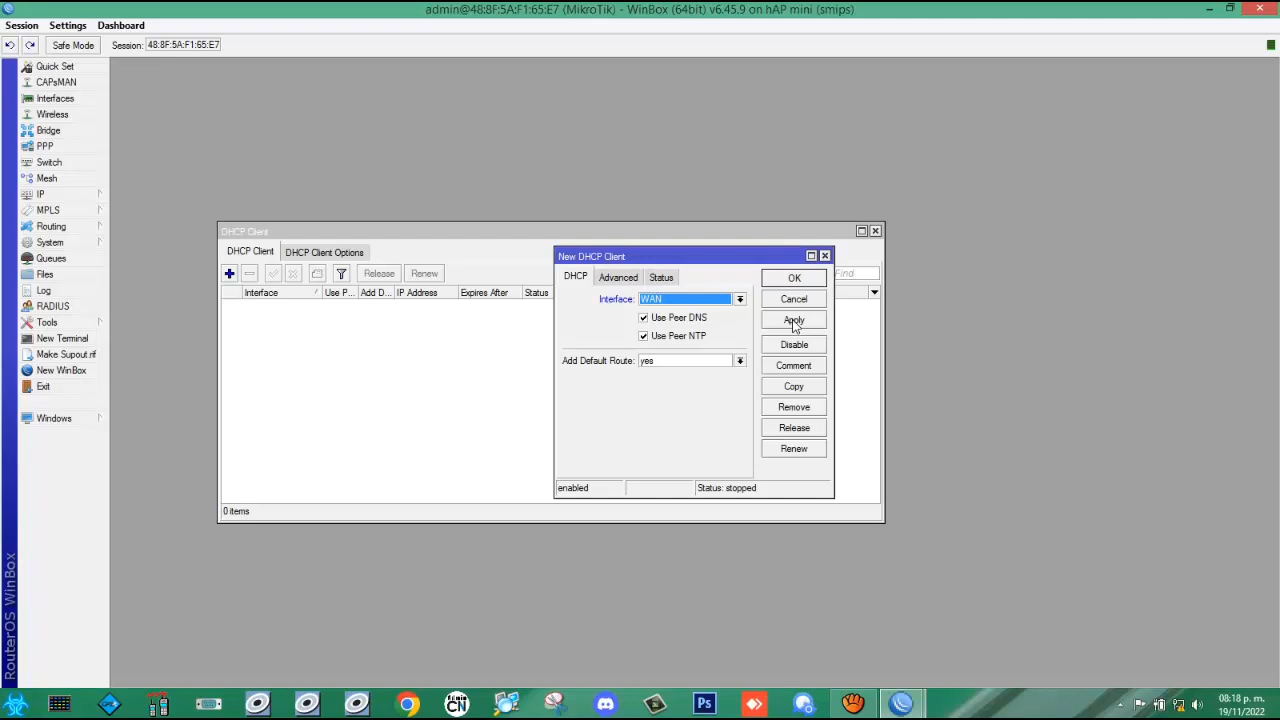 admin@48:8F:5A:F1:65:E7 (MikroTik) - WinBox (64bit) v6.45.9 on hAP mini (smips)
Session Settings Dashboard
Safe Mode Session: 48:8F:5A:F1:65:E7
Quick Set
CAPsMAN
Interfaces
Wireless
Bridge
PPP
Switch
Mesh
IP
MPLS
Routing
System
Queues
Files
Log
RADIUS
Tools
New Terminal
Make Supout.rif
New WinBox
Exit
Windows
RouterOS WinBox
DHCP Client
DHCP Client DHCP Client Options
Release Renew Find
Interface Use P... Add D... IP Address Expires After Status
0 items
New DHCP Client
DHCP Advanced Status
Interface: WAN
Use Peer DNS
Use Peer NTP
Add Default Route: yes
OK
Cancel
Apply
Disable
Comment
Copy
Remove
Release
Renew
enabled Status: stopped
Ps
08:18 p. m.
19/11/2022